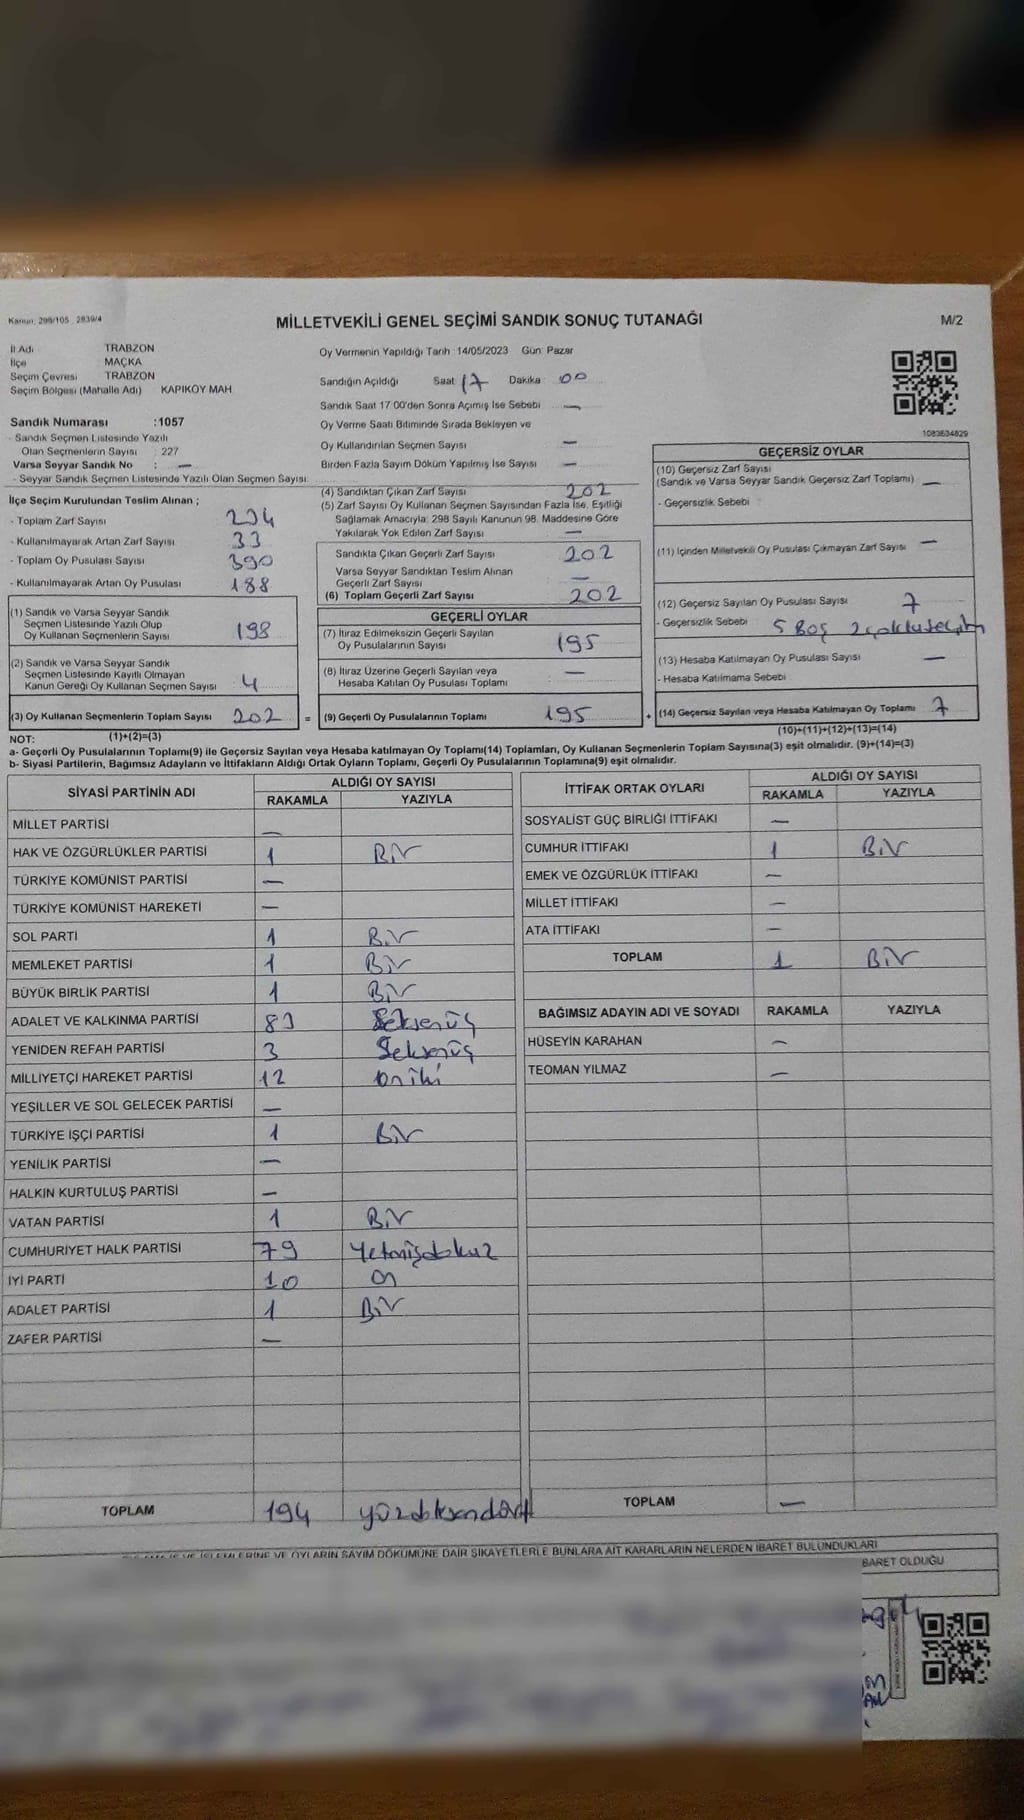 Kanun: 298/105 , 2839/4
MİLLETVEKİLİ GENEL SEÇİMİ SANDIK SONUÇ TUTANAĞI
M/2
İl Adı TRABZON
İlçe MAÇKA
Seçim Çevresi TRABZON
Seçim Bölgesi (Mahalle Adı) KAPIKÖY MAH.
Sandık Numarası :1057
- Sandık Seçmen Listesinde Yazılı
Olan Seçmenlerin Sayısı : 227
Varsa Seyyar Sandık No : —
- Seyyar Sandık Seçmen Listesinde Yazılı Olan Seçmen Sayısı:
Oy Vermenin Yapıldığı Tarih :14/05/2023 Gün: Pazar
Sandığın Açıldığı Saat 17 Dakika 00
Sandık Saat 17:00'den Sonra Açılmış İse Sebebi —
Oy Verme Saati Bitiminde Sırada Bekleyen ve
Oy Kullandırılan Seçmen Sayısı —
Birden Fazla Sayım Döküm Yapılmış İse Sayısı —
1083634829
İlçe Seçim Kurulundan Teslim Alınan ;
- Toplam Zarf Sayısı 234
- Kullanılmayarak Artan Zarf Sayısı 33
- Toplam Oy Pusulası Sayısı 390
- Kullanılmayarak Artan Oy Pusulası 188
(1) Sandık ve Varsa Seyyar Sandık
Seçmen Listesinde Yazılı Olup
Oy Kullanan Seçmenlerin Sayısı 198
(2) Sandık ve Varsa Seyyar Sandık
Seçmen Listesinde Kayıtlı Olmayan
Kanun Gereği Oy Kullanan Seçmen Sayısı 4
(3) Oy Kullanan Seçmenlerin Toplam Sayısı 202 =
(1)+(2)=(3)
(4) Sandıktan Çıkan Zarf Sayısı 202
(5) Zarf Sayısı Oy Kullanan Seçmen Sayısından Fazla İse, Eşitliği
Sağlamak Amacıyla; 298 Sayılı Kanunun 98. Maddesine Göre
Yakılarak Yok Edilen Zarf Sayısı —
Sandıkta Çıkan Geçerli Zarf Sayısı 202
Varsa Seyyar Sandıktan Teslim Alınan
Geçerli Zarf Sayısı —
(6) Toplam Geçerli Zarf Sayısı 202
GEÇERLİ OYLAR
(7) İtiraz Edilmeksizin Geçerli Sayılan
Oy Pusulalarının Sayısı 195
(8) İtiraz Üzerine Geçerli Sayılan veya
Hesaba Katılan Oy Pusulası Toplamı —
(9) Geçerli Oy Pusulalarının Toplamı 195 +
GEÇERSİZ OYLAR
(10) Geçersiz Zarf Sayısı
(Sandık ve Varsa Seyyar Sandık Geçersiz Zarf Toplamı) —
- Geçersizlik Sebebi
(11) İçinden Milletvekili Oy Pusulası Çıkmayan Zarf Sayısı —
(12) Geçersiz Sayılan Oy Pusulası Sayısı 7
- Geçersizlik Sebebi 5 Boş 2
(13) Hesaba Katılmayan Oy Pusulası Sayısı —
- Hesaba Katılmama Sebebi
(14) Geçersiz Sayılan veya Hesaba Katılmayan Oy Toplamı 7
(10)+(11)+(12)+(13)=(14)
NOT:
a- Geçerli Oy Pusulalarının Toplamı(9) ile Geçersiz Sayılan veya Hesaba katılmayan Oy Toplamı(14) Toplamları, Oy Kullanan Seçmenlerin Toplam Sayısına(3) eşit olmalıdır. (9)+(14)=(3)
b- Siyasi Partilerin, Bağımsız Adayların ve İttifakların Aldığı Ortak Oyların Toplamı, Geçerli Oy Pusulalarının Toplamına(9) eşit olmalıdır.
SİYASİ PARTİNİN ADI ALDIĞI OY SAYISI
RAKAMLA YAZIYLA
MİLLET PARTİSİ —
HAK VE ÖZGÜRLÜKLER PARTİSİ 1 Bir
TÜRKİYE KOMÜNİST PARTİSİ —
TÜRKİYE KOMÜNİST HAREKETİ —
SOL PARTİ 1 Bir
MEMLEKET PARTİSİ 1 Bir
BÜYÜK BİRLİK PARTİSİ 1 Bir
ADALET VE KALKINMA PARTİSİ 83 Seksenüç
YENİDEN REFAH PARTİSİ 3 Seksenüç
MİLLİYETÇİ HAREKET PARTİSİ 12 oniki
YEŞİLLER VE SOL GELECEK PARTİSİ —
TÜRKİYE İŞÇİ PARTİSİ 1 Bir
YENİLİK PARTİSİ —
HALKIN KURTULUŞ PARTİSİ —
VATAN PARTİSİ 1 Bir
CUMHURİYET HALK PARTİSİ 79 Yetmişdokuz
İYİ PARTİ 10 On
ADALET PARTİSİ 1 Bir
ZAFER PARTİSİ —
TOPLAM 194 yüzdoksandört
İTTİFAK ORTAK OYLARI ALDIĞI OY SAYISI
RAKAMLA YAZIYLA
SOSYALİST GÜÇ BİRLİĞİ İTTİFAKI —
CUMHUR İTTİFAKI 1 Bir
EMEK VE ÖZGÜRLÜK İTTİFAKI —
MİLLET İTTİFAKI —
ATA İTTİFAKI —
TOPLAM 1 Bir
BAĞIMSIZ ADAYIN ADI VE SOYADI RAKAMLA YAZIYLA
HÜSEYİN KARAHAN —
TEOMAN YILMAZ —
TOPLAM —
VE OYLARIN SAYIM DÖKÜMÜNE DAİR ŞİKAYETLERLE BUNLARA AİT KARARLARIN NELERDEN İBARET BULUNDUKLARI
BARET OLDUĞU